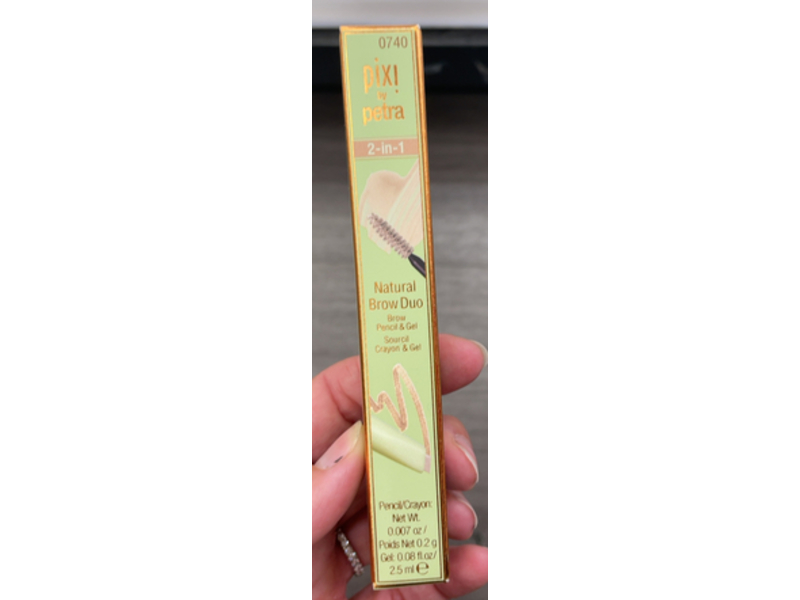 0740
pixi
by
petra
2-in-1
Natural
Brow Duo
Brow
Pencil & Gel
Sourcil
Crayon & Gel
Pencil/Crayon:
Net Wt.
0.007 oz /
Poids Net 0.2 g
Gel: 0.08 fl.oz/
2.5 ml ℮